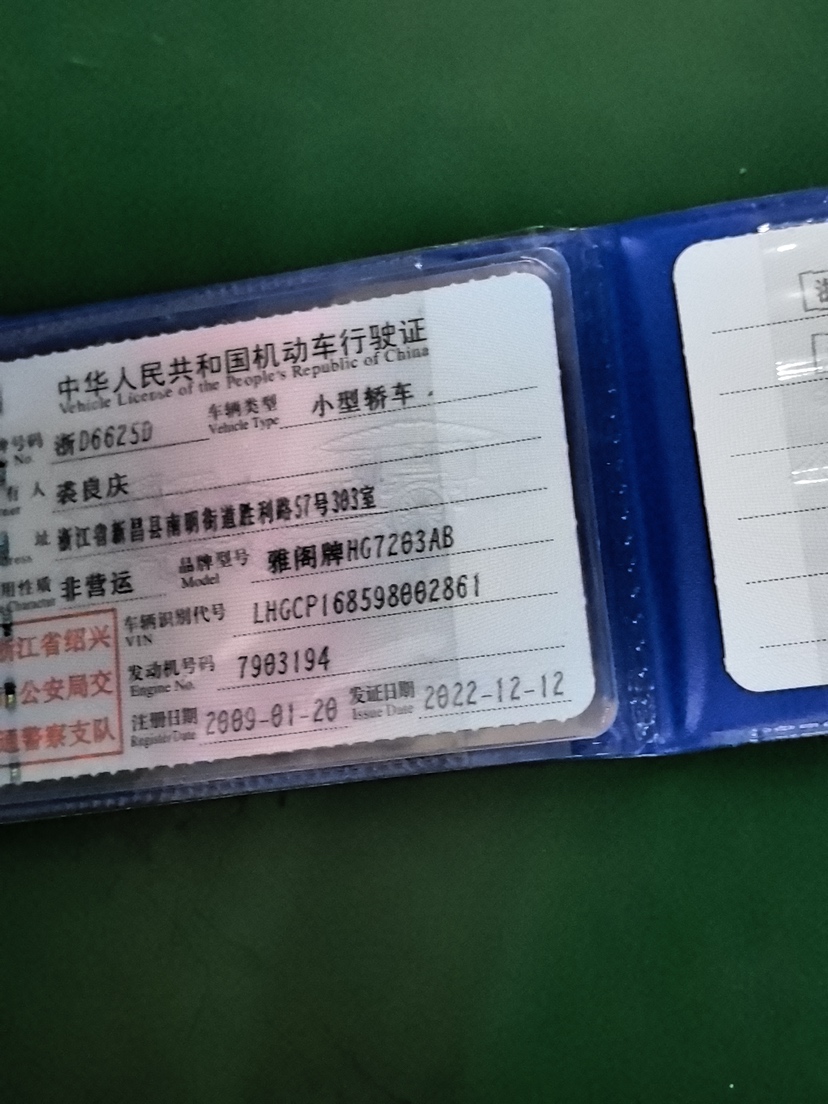 中华人民共和国机动车行驶证
Vehicle License of the People's Republic of China
号码 浙D6625D 车辆类型 小型轿车
No. Vehicle Type
有人 裘良庆
址 浙江省新昌县南明街道胜利路57号303室
用性质 非营运 品牌型号 雅阁牌HG7203AB
Character Model
车辆识别代号 LHGCP168598002861
VIN
浙江省绍兴
公安局交
通警察支队
发动机号码 7903194
Engine No.
注册日期 2009-01-20 发证日期 2022-12-12
Register Date Issue Date